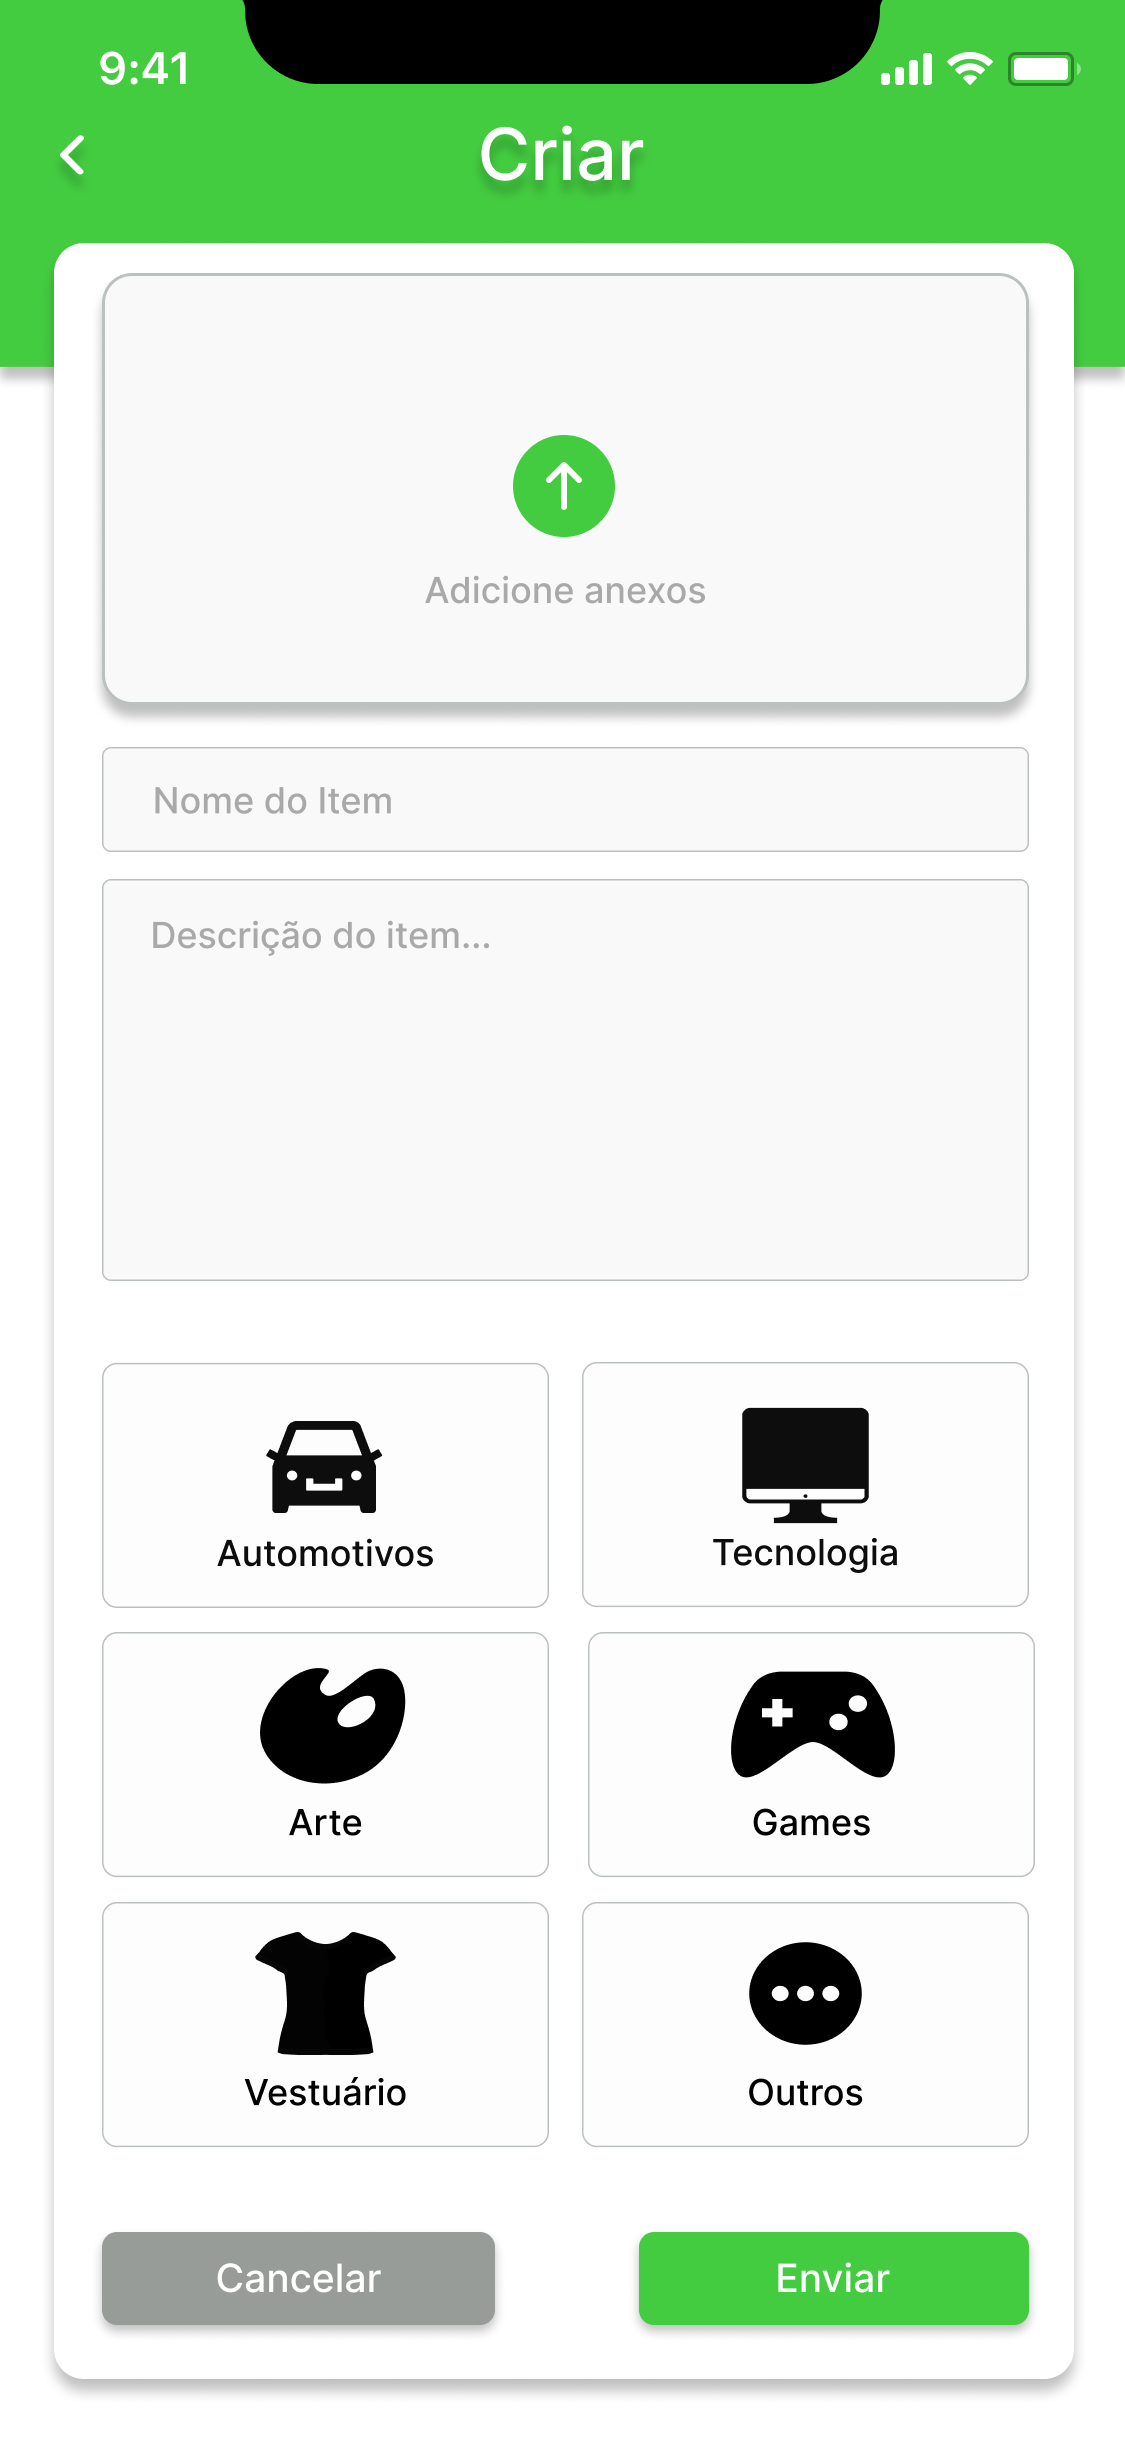 9:41
Criar
Adicione anexos
Nome do Item
Descrição do item...
Automotivos
Tecnologia
Arte
Games
Vestuário
Outros
Cancelar
Enviar